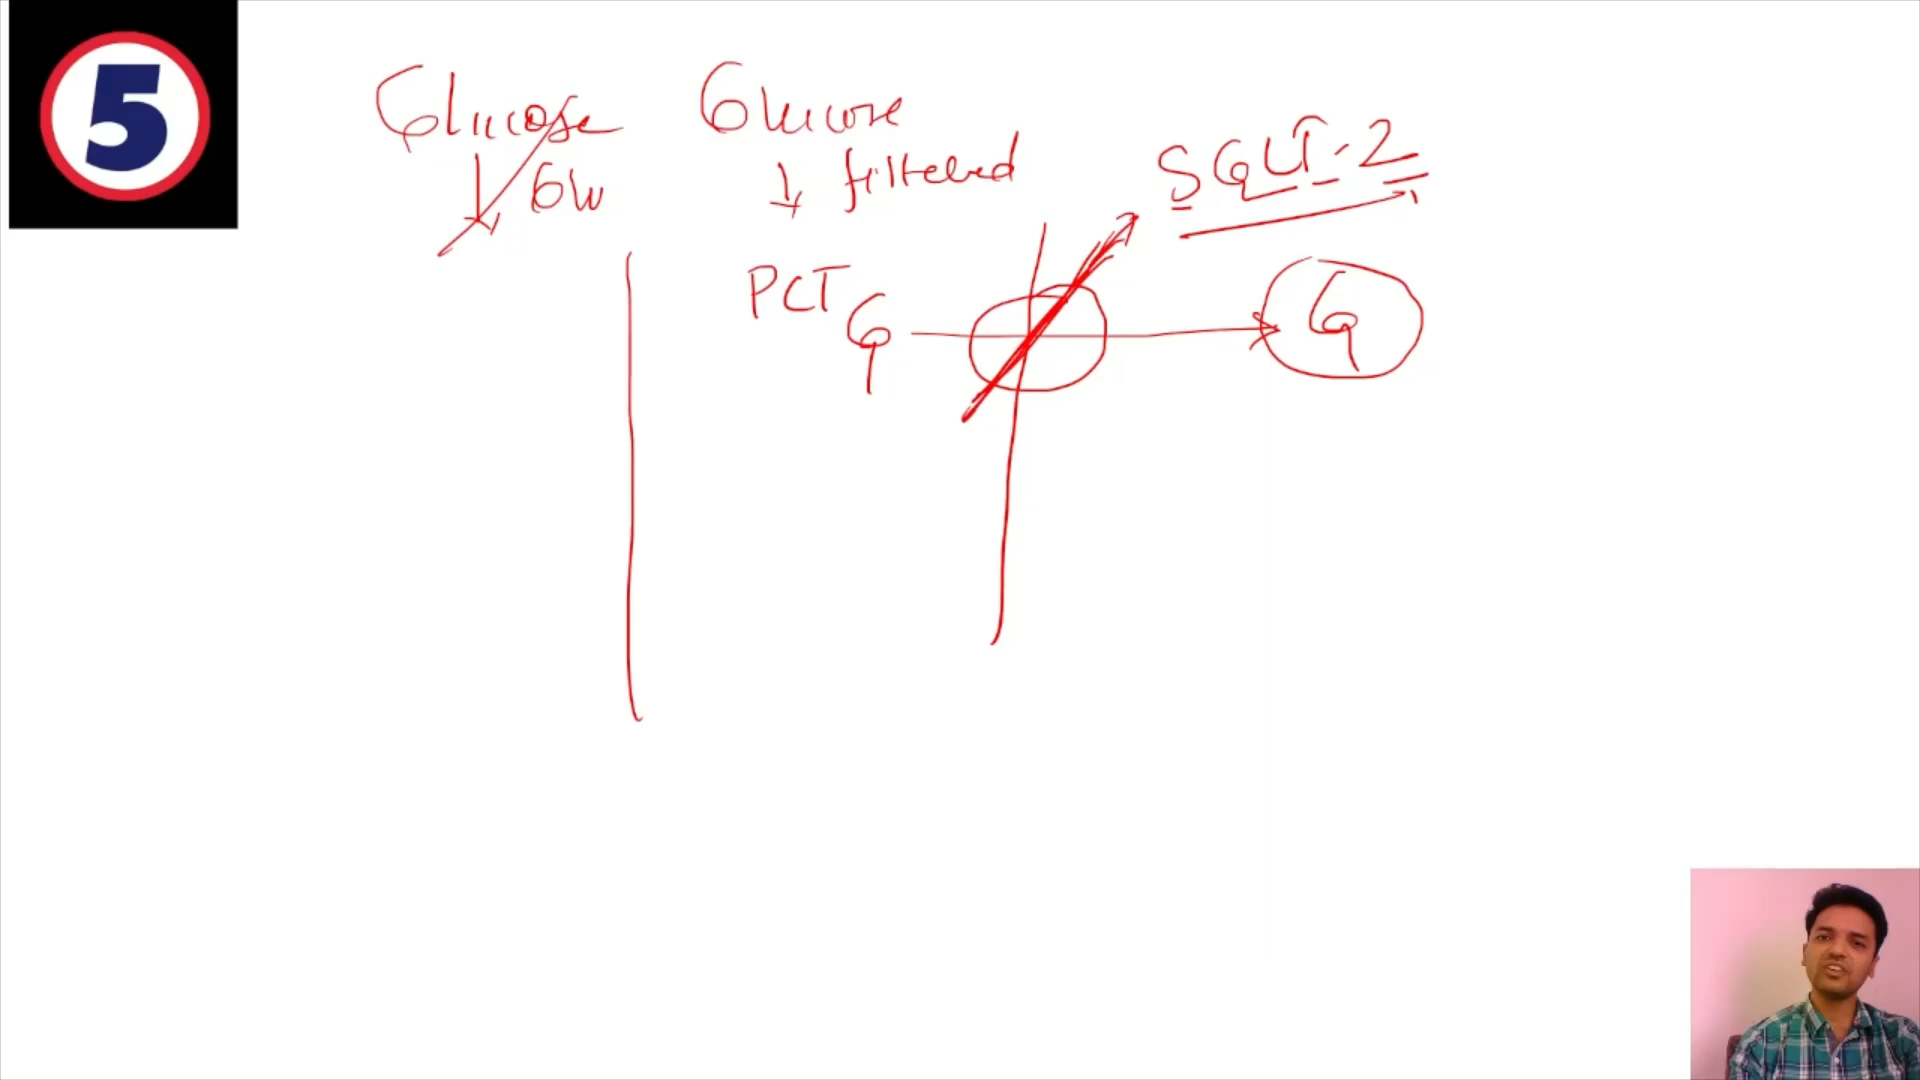 5
Glucose Glucose
GW filtered
SGLT-2
PCT G G